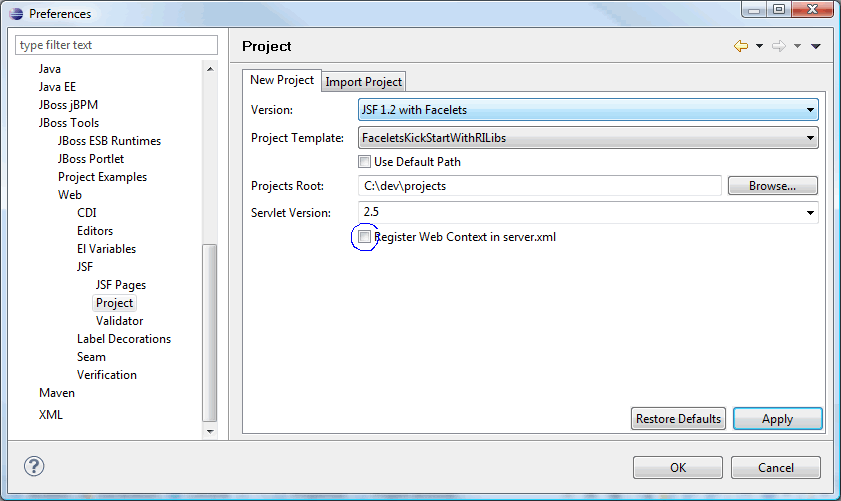 Preferences
type filter text
Java
Java EE
JBoss jBPM
JBoss Tools
JBoss ESB Runtimes
JBoss Portlet
Project Examples
Web
CDI
Editors
El Variables
JSF
JSF Pages
Project
Validator
Label Decorations
Seam
Verification
Maven
XML
Project
New Project Import Project
Version: JSF 1.2 with Facelets
Project Template: FaceletsKickStartWithRILibs
Use Default Path
Projects Root: C:\dev\projects Browse...
Servlet Version: 2.5
Register Web Context in server.xml
Restore Defaults Apply
? OK Cancel